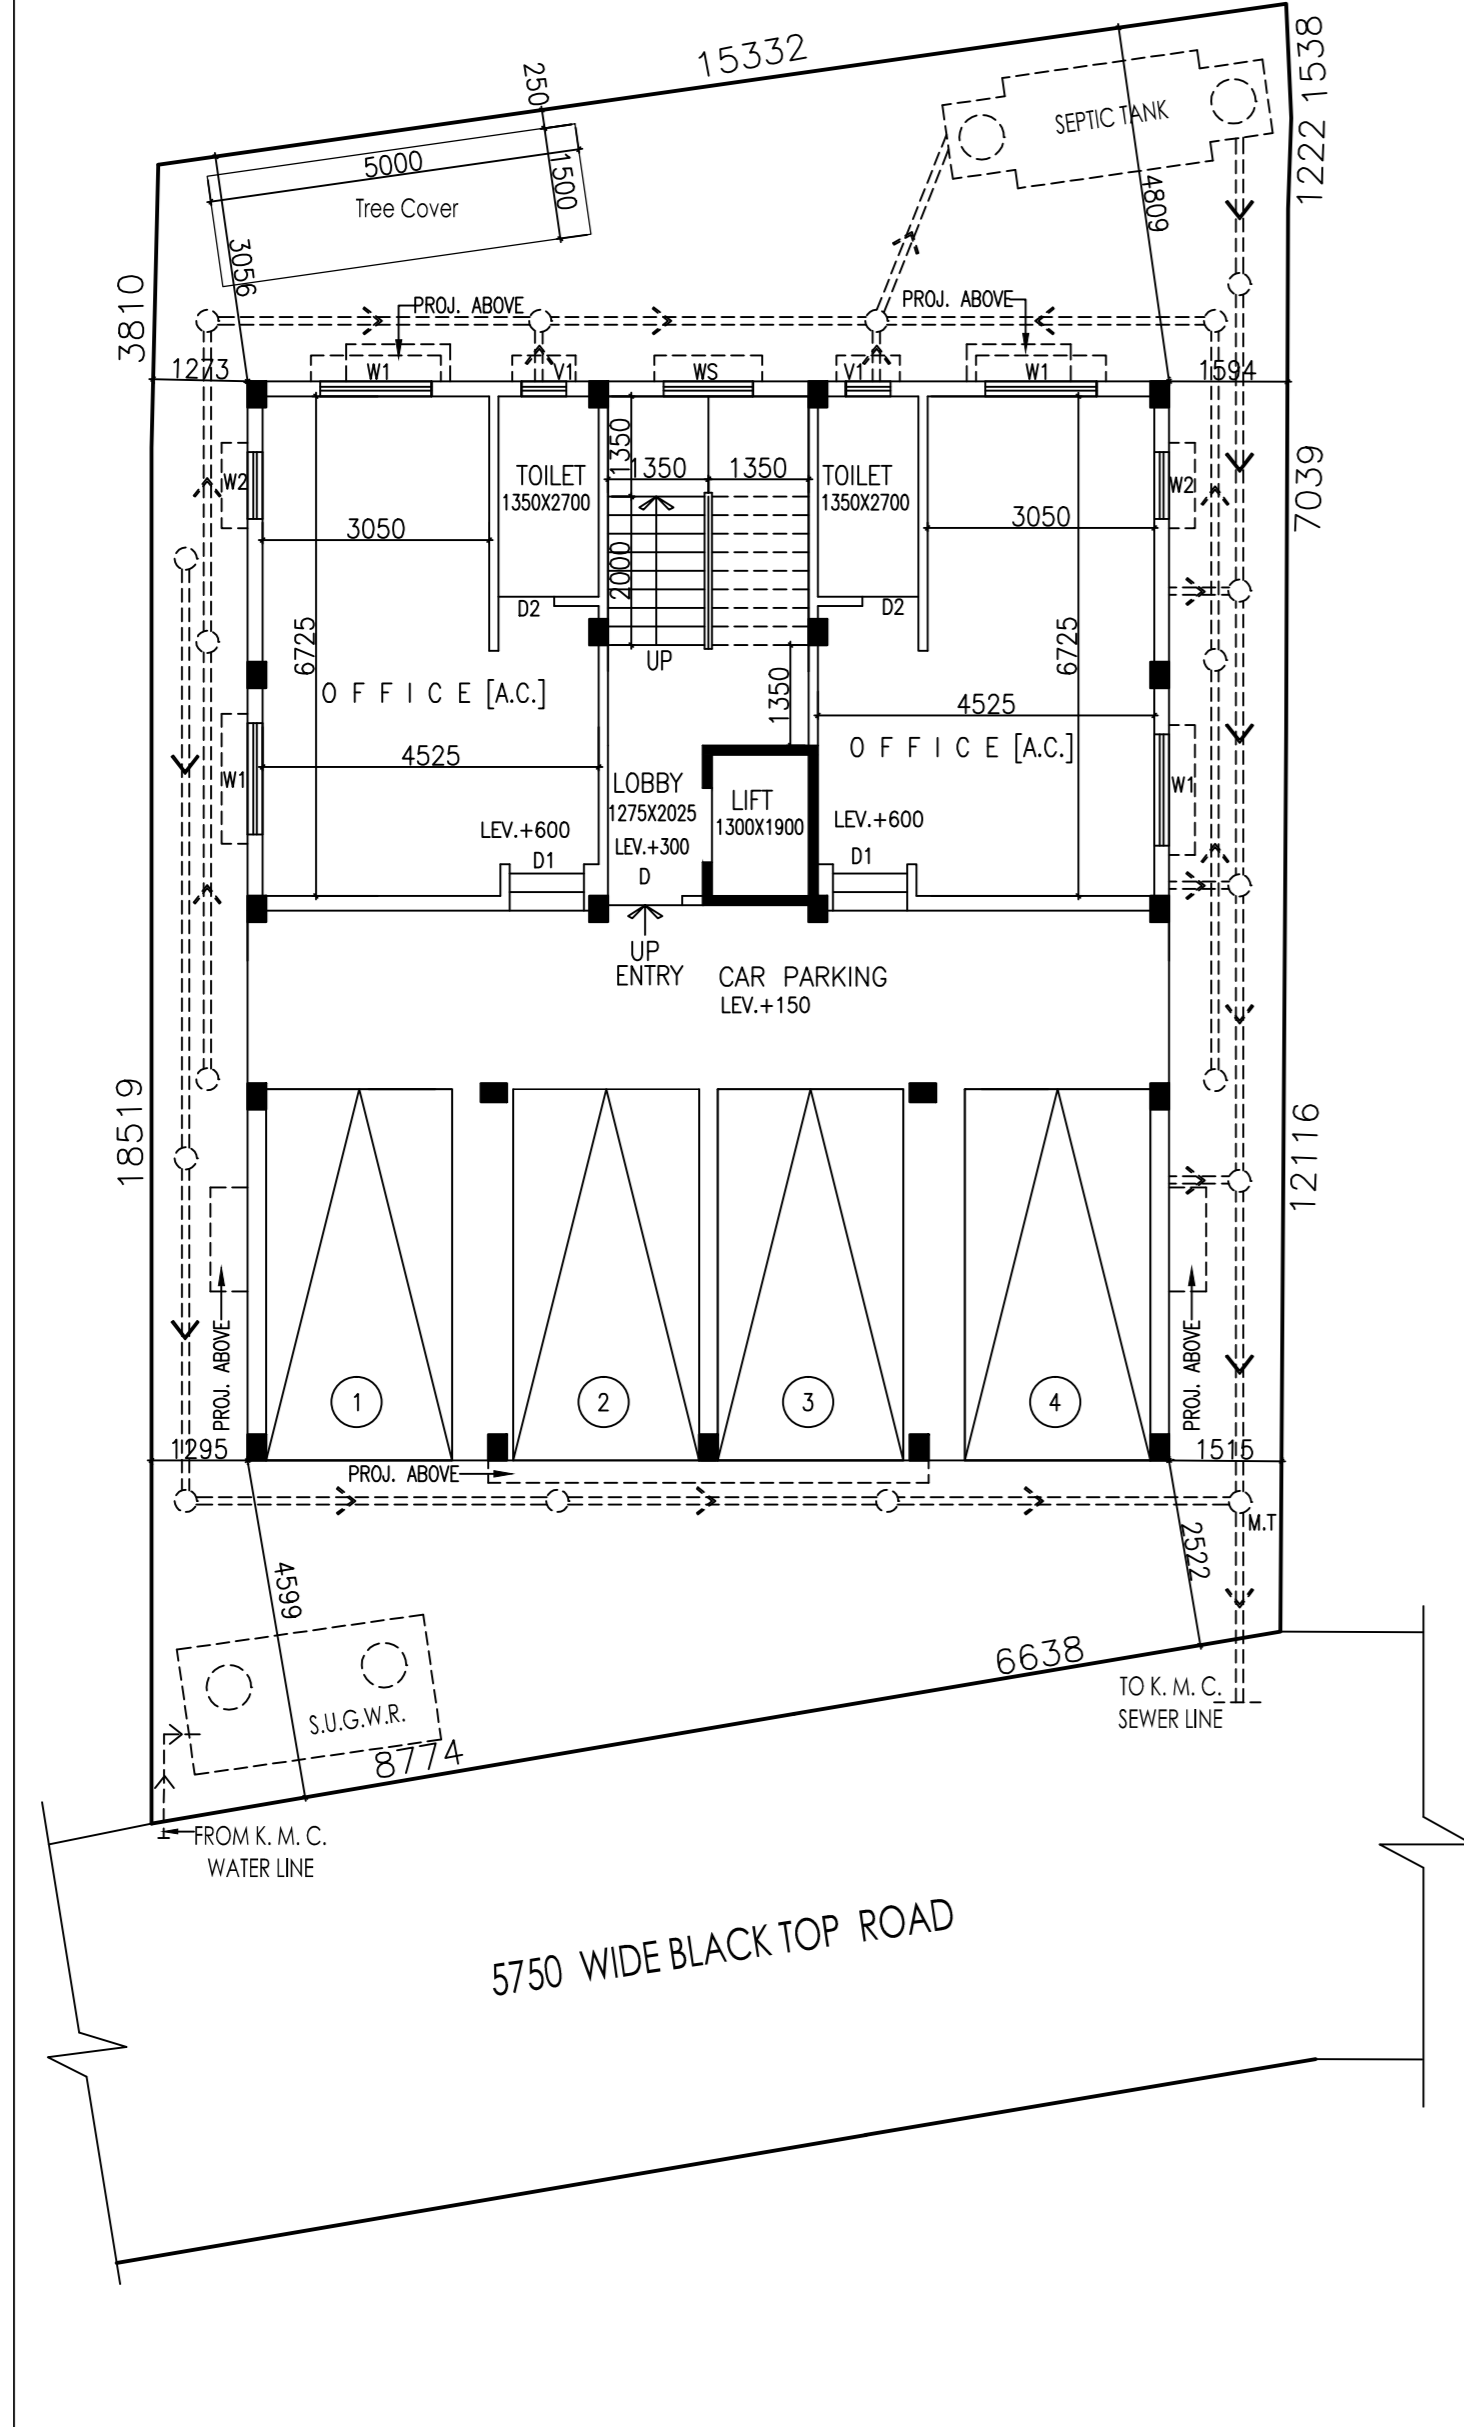 15332
1538
1222
250
5000
1500
Tree Cover
SEPTIC TANK
4809
3056
3810
PROJ. ABOVE
PROJ. ABOVE
1273
W1
V1
WS
V1
W1
1594
7039
W2
TOILET
1350X2700
1350
1350
1350
TOILET
1350X2700
W2
3050
3050
2000
D2
D2
6725
UP
6725
O F F I C E [A.C.]
1350
4525
O F F I C E [A.C.]
4525
W1
LOBBY
1275X2025
LEV.+300
D
LIFT
1300X1900
W1
LEV.+600
D1
LEV.+600
D1
UP
ENTRY
CAR PARKING
LEV.+150
18519
12116
PROJ. ABOVE
1
2
3
4
PROJ. ABOVE
1295
1515
PROJ. ABOVE
M.T
2522
4599
6638
S.U.G.W.R.
8774
TO K. M. C.
SEWER LINE
FROM K. M. C.
WATER LINE
5750 WIDE BLACK TOP ROAD